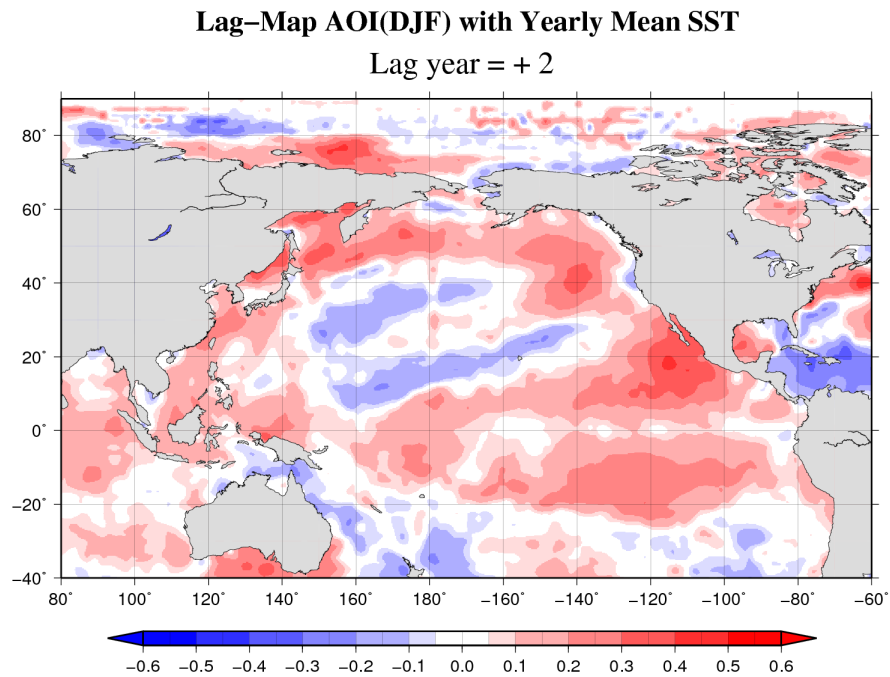 Lag−Map AOI(DJF) with Yearly Mean SST
Lag year = + 2
80˚
60˚
40˚
20˚
0˚
−20˚
−40˚
80 100 120 140 160 180 −160 −140 −120 −100 −80 −60˚
-0.6 -0.5 -0.4 -0.3 -0.2 -0.1 0.0 0.1 0.2 0.3 0.4 0.5 0.6